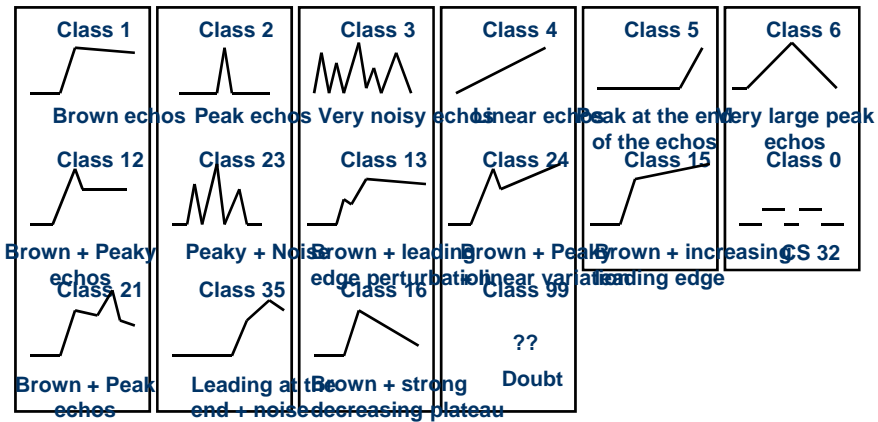 Class 1
Brown echos
Class 2
Peak echos
Class 3
Very noisy echos
Class 4
Linear echos
Class 5
Peak at the end
of the echos
Class 6
Very large peak
echos
Class 12
Brown + Peaky
echos
Class 23
Peaky + Noise
Class 13
Brown + leading
edge perturbation
Class 24
Brown + Peaky
+ linear variation
Class 15
Brown + increasing
leading edge
Class 0
CS 32
Class 21
Brown + Peak
echos
Class 35
Leading at the
end + noise
Class 16
Brown + strong
decreasing plateau
Class 99
??
Doubt